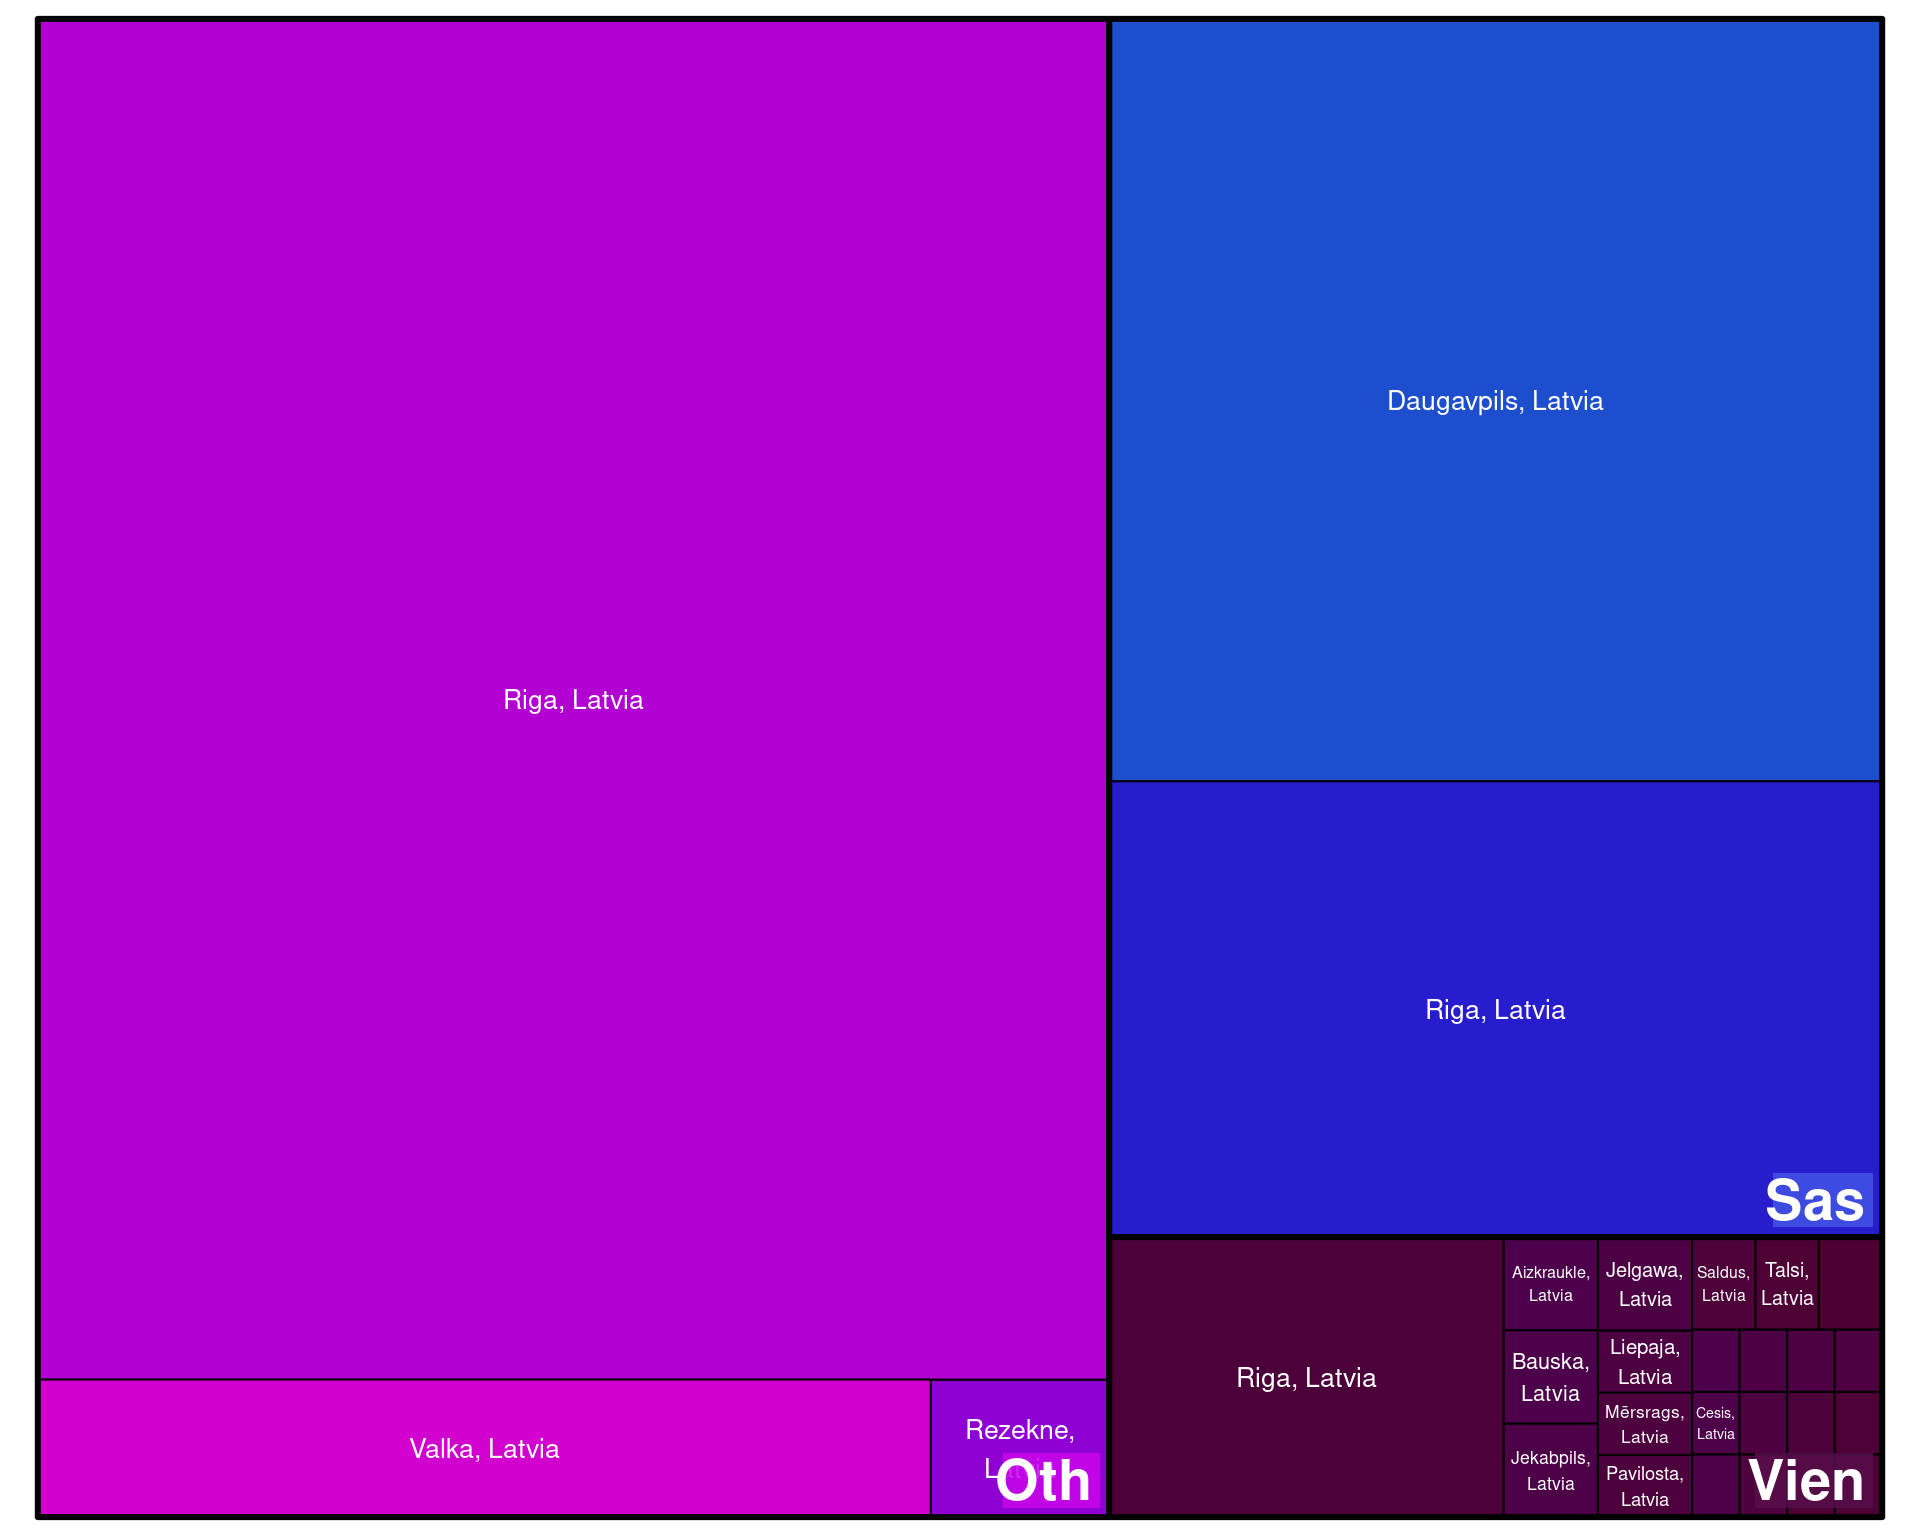 Riga, Latvia
Valka, Latvia
Rezekne,
Oth
Daugavpils, Latvia
Riga, Latvia
Sas
Riga, Latvia
Aizkraukle,
Latvia
Bauska,
Latvia
Jekabpils,
Latvia
Jelgawa,
Latvia
Liepaja,
Latvia
Mērsrags,
Latvia
Pavilosta,
Latvia
Saldus,
Latvia
Talsi,
Latvia
Cesis,
Latvia
Vien